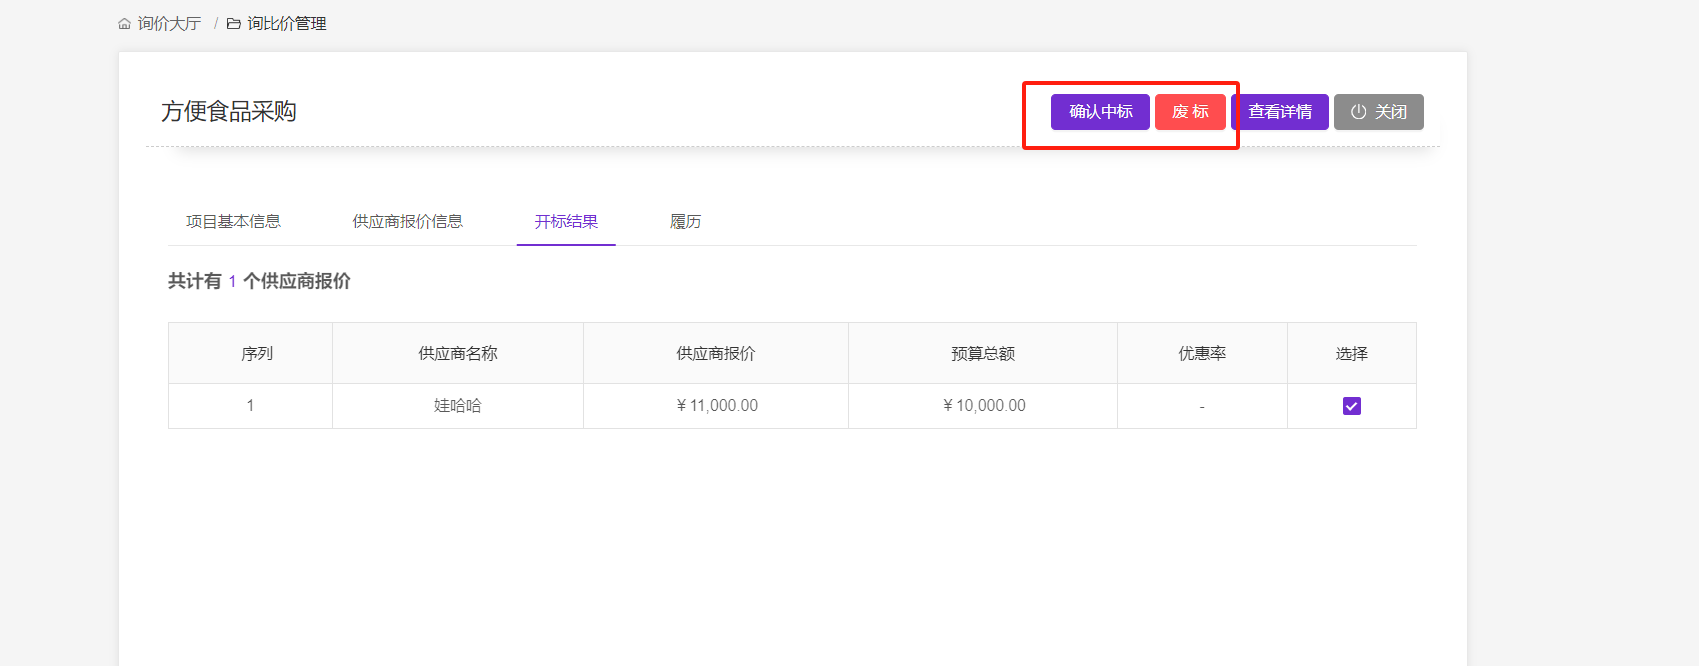 询价大厅 / 询比价管理
方便食品采购 确认中标 废 标 查看详情 关闭
项目基本信息 供应商报价信息 开标结果 履历
共计有 1 个供应商报价
序列 供应商名称 供应商报价 预算总额 优惠率 选择
1 娃哈哈 ¥ 11,000.00 ¥ 10,000.00 -